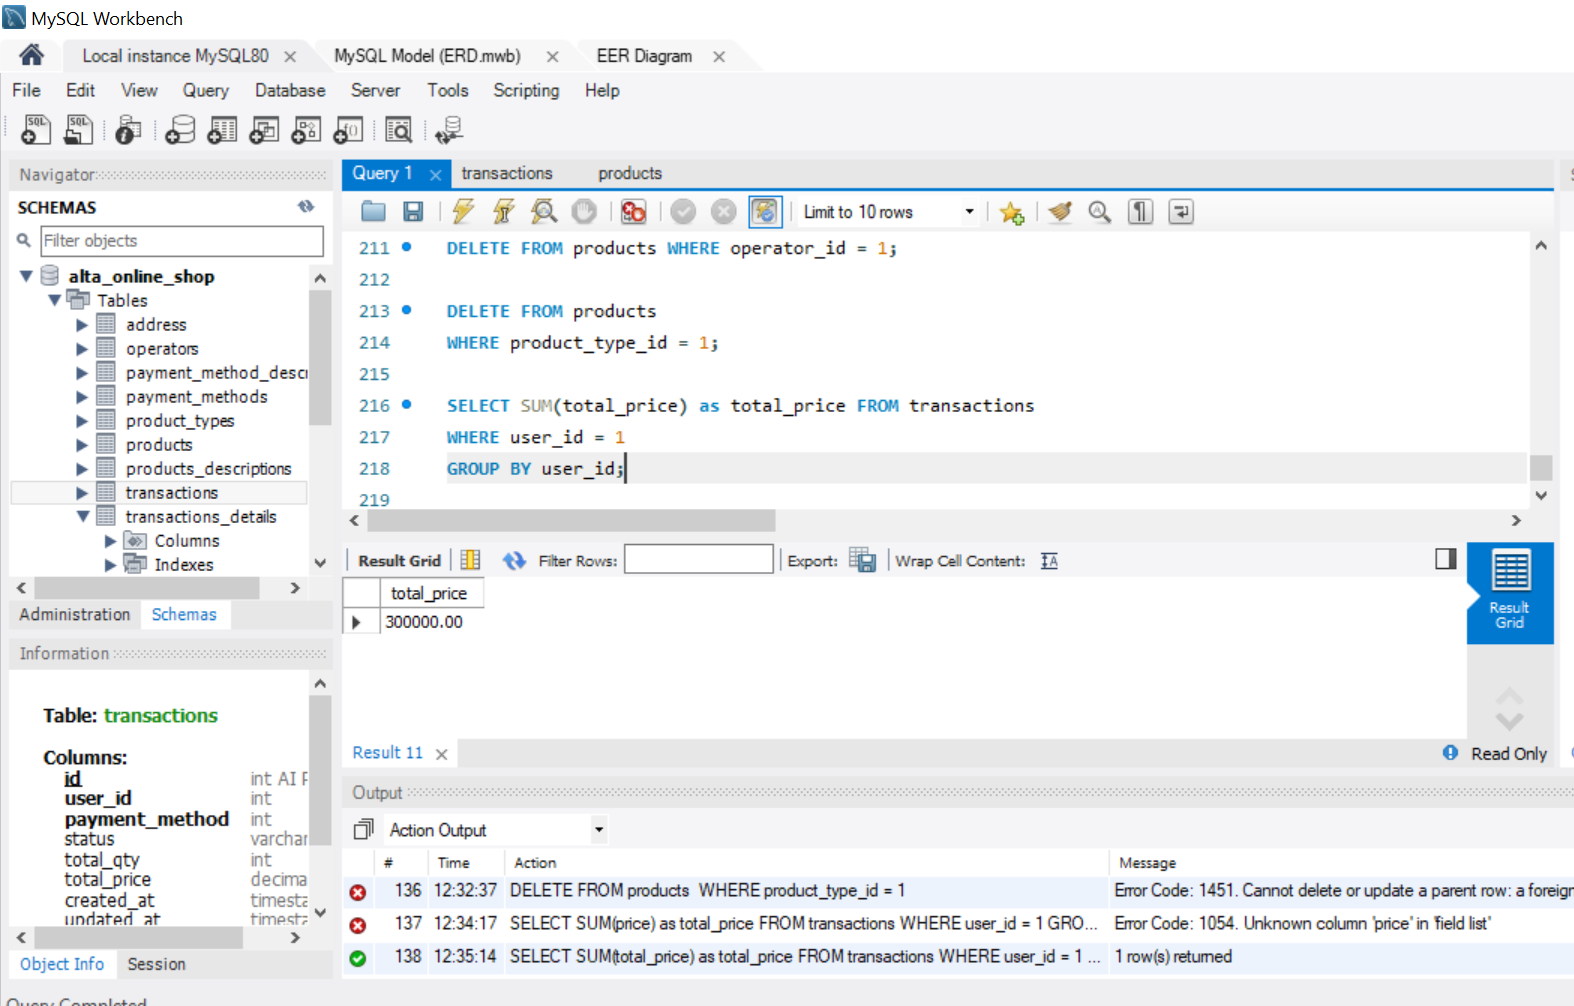 MySQL Workbench
Local instance MySQL80
MySQL Model (ERD.mwb)
EER Diagram
File Edit View Query Database Server Tools Scripting Help
Navigator
SCHEMAS
Filter objects
alta_online_shop
Tables
address
operators
payment_method_descr
payment_methods
product_types
products
products_descriptions
transactions
transactions_details
Columns
Indexes
Administration Schemas
Information
Table: transactions
Columns:
id int AI P
user_id int
payment_method int
status varchar
total_qty int
total_price decima
created_at timesta
updated_at timesta
Object Info Session
Query Completed
Query 1 transactions products
Limit to 10 rows
211 DELETE FROM products WHERE operator_id = 1;
212
213 DELETE FROM products
214 WHERE product_type_id = 1;
215
216 SELECT SUM(total_price) as total_price FROM transactions
217 WHERE user_id = 1
218 GROUP BY user_id;
219
Result Grid Filter Rows: Export: Wrap Cell Content:
total_price
300000.00
Result Grid
Result 11
Read Only
Output
Action Output
# Time Action Message
136 12:32:37 DELETE FROM products WHERE product_type_id = 1 Error Code: 1451. Cannot delete or update a parent row: a foreign
137 12:34:17 SELECT SUM(price) as total_price FROM transactions WHERE user_id = 1 GRO... Error Code: 1054. Unknown column 'price' in 'field list'
138 12:35:14 SELECT SUM(total_price) as total_price FROM transactions WHERE user_id = 1 ... 1 row(s) returned